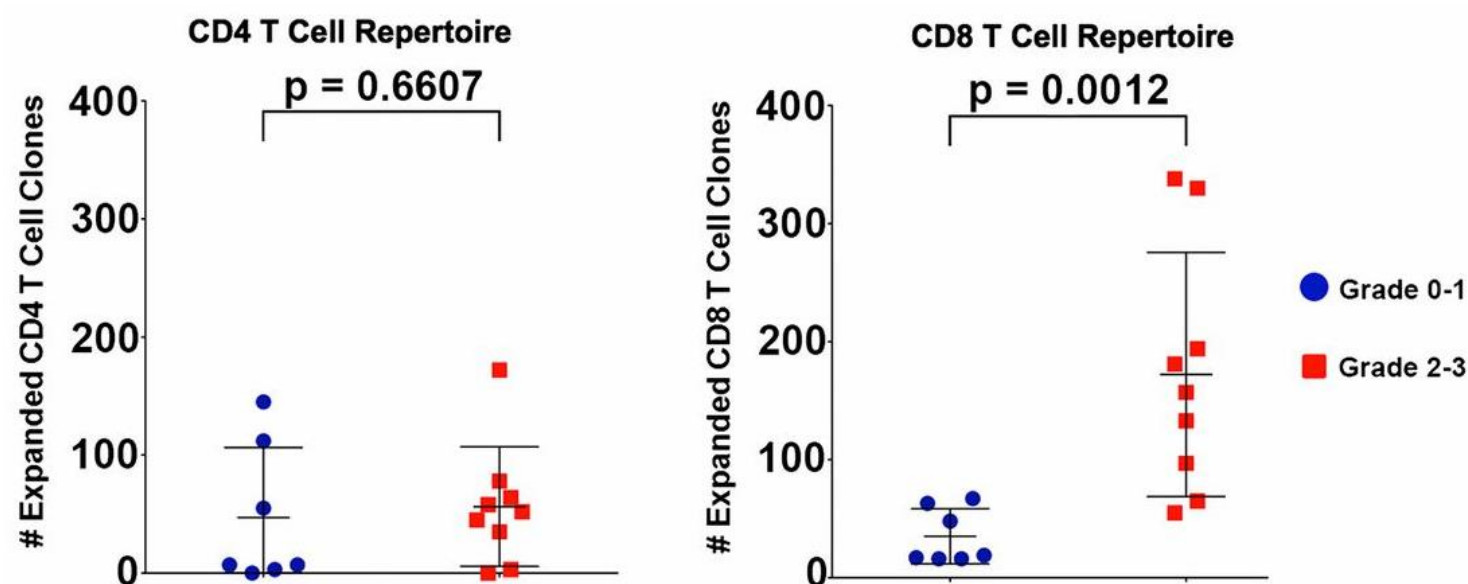 CD4 T Cell Repertoire
p = 0.6607
# Expanded CD4 T Cell Clones
400
300
200
100
0
CD8 T Cell Repertoire
p = 0.0012
# Expanded CD8 T Cell Clones
400
300
200
100
0
Grade 0-1
Grade 2-3